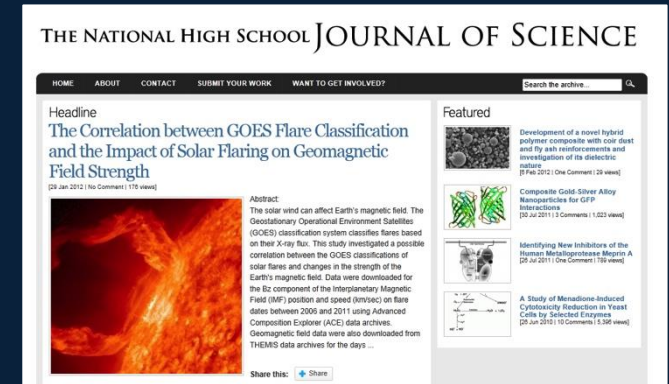 THE NATIONAL HIGH SCHOOL JOURNAL OF SCIENCE
HOME ABOUT CONTACT SUBMIT YOUR WORK WANT TO GET INVOLVED? Search the archive...
Headline
The Correlation between GOES Flare Classification
and the Impact of Solar Flaring on Geomagnetic
Field Strength
[29 Jan 2012 | No Comment | 176 views]
Abstract:
The solar wind can affect Earth's magnetic field. The
Geostationary Operational Environment Satellites
(GOES) classification system classifies flares based
on their X-ray flux. This study investigated a possible
correlation between the GOES classifications of
solar flares and changes in the strength of the
Earth's magnetic field. Data were downloaded for
the Bz component of the Interplanetary Magnetic
Field (IMF) position and speed (km/sec) on flare
dates between 2006 and 2011 using Advanced
Composition Explorer (ACE) data archives.
Geomagnetic field data were also downloaded from
THEMIS data archives for the days ...
Share this: Share
Featured
Development of a novel hybrid
polymer composite with coir dust
and fly ash reinforcements and
investigation of its dielectric
nature
[6 Feb 2012 | One Comment | 29 views]
Composite Gold-Silver Alloy
Nanoparticles for GFP
Interactions
[30 Jul 2011 | 3 Comments | 1,023 views]
Identifying New Inhibitors of the
Human Metalloprotease Meprin A
[26 Jul 2011 | One Comment | 789 views]
A Study of Menadione-Induced
Cytotoxicity Reduction in Yeast
Cells by Selected Enzymes
[26 Jun 2010 | 10 Comments | 5,396 views]